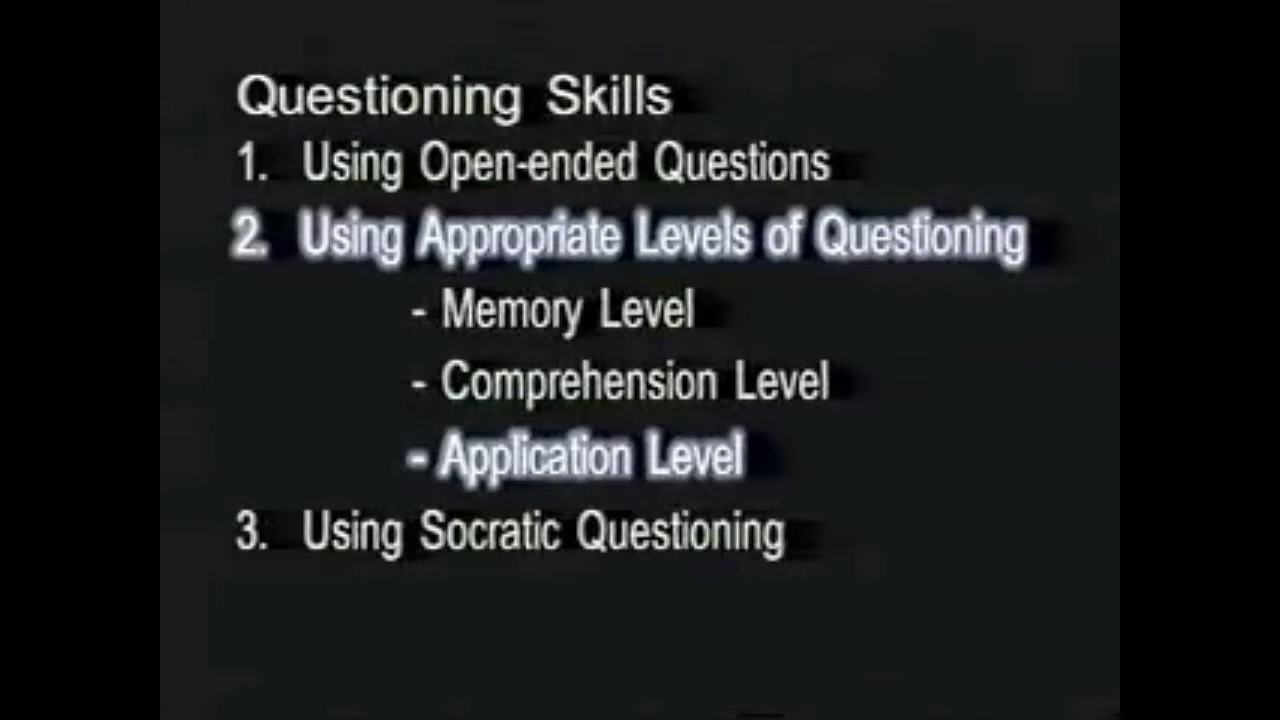 Questioning Skills
1. Using Open-ended Questions
2. Using Appropriate Levels of Questioning
- Memory Level
- Comprehension Level
- Application Level
3. Using Socratic Questioning